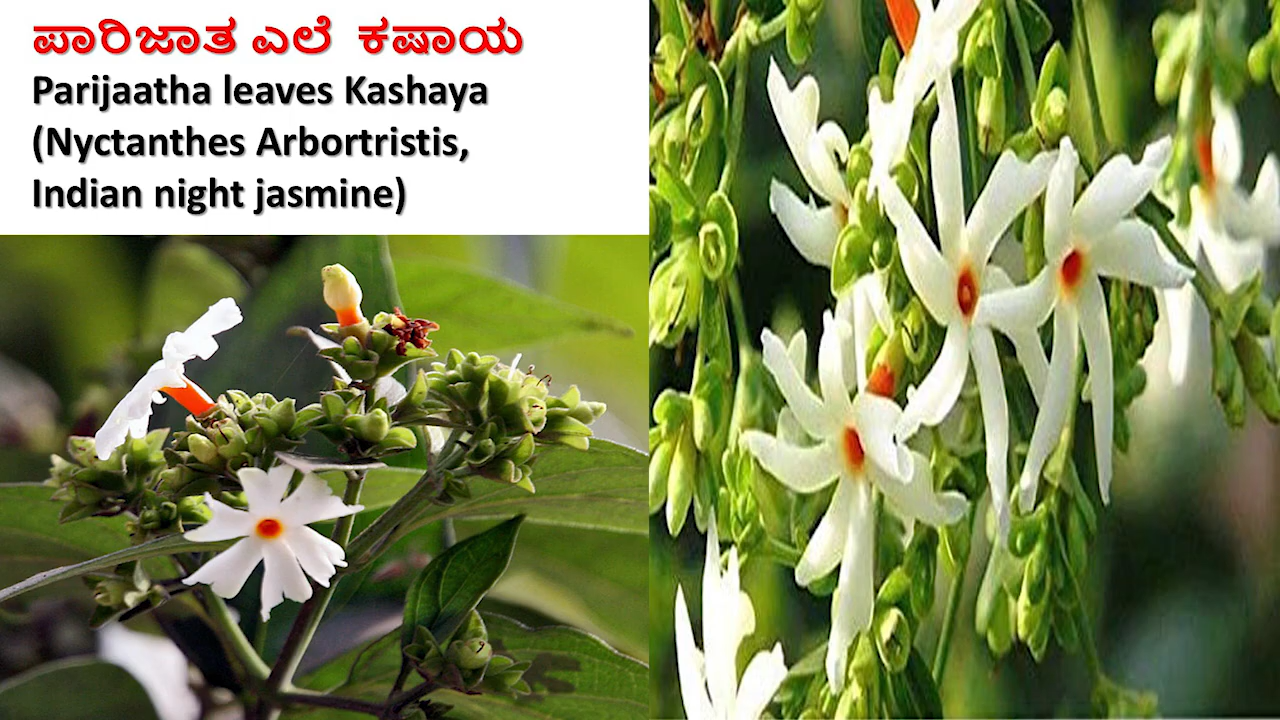 ಪಾರಿಜಾತ ಎಲೆ ಕಷಾಯ
Parijaatha leaves Kashaya
(Nyctanthes Arbortristis,
Indian night jasmine)